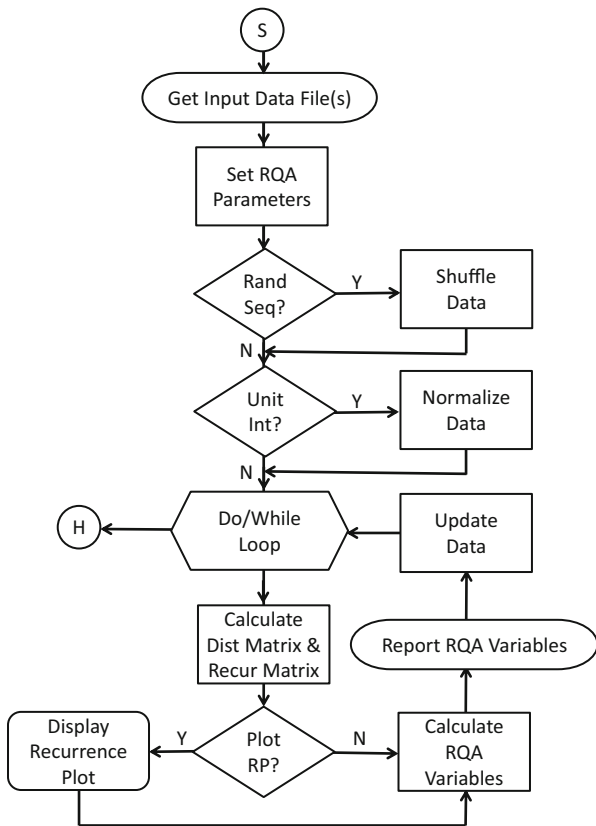 S
Get Input Data File(s)
Set RQA
Parameters
Rand
Seq?
Y
Shuffle
Data
N
Unit
Int?
Y
Normalize
Data
N
H
Do/While
Loop
Update
Data
Calculate
Dist Matrix &
Recur Matrix
Report RQA Variables
Display
Recurrence
Plot
Y
Plot
RP?
N
Calculate
RQA
Variables